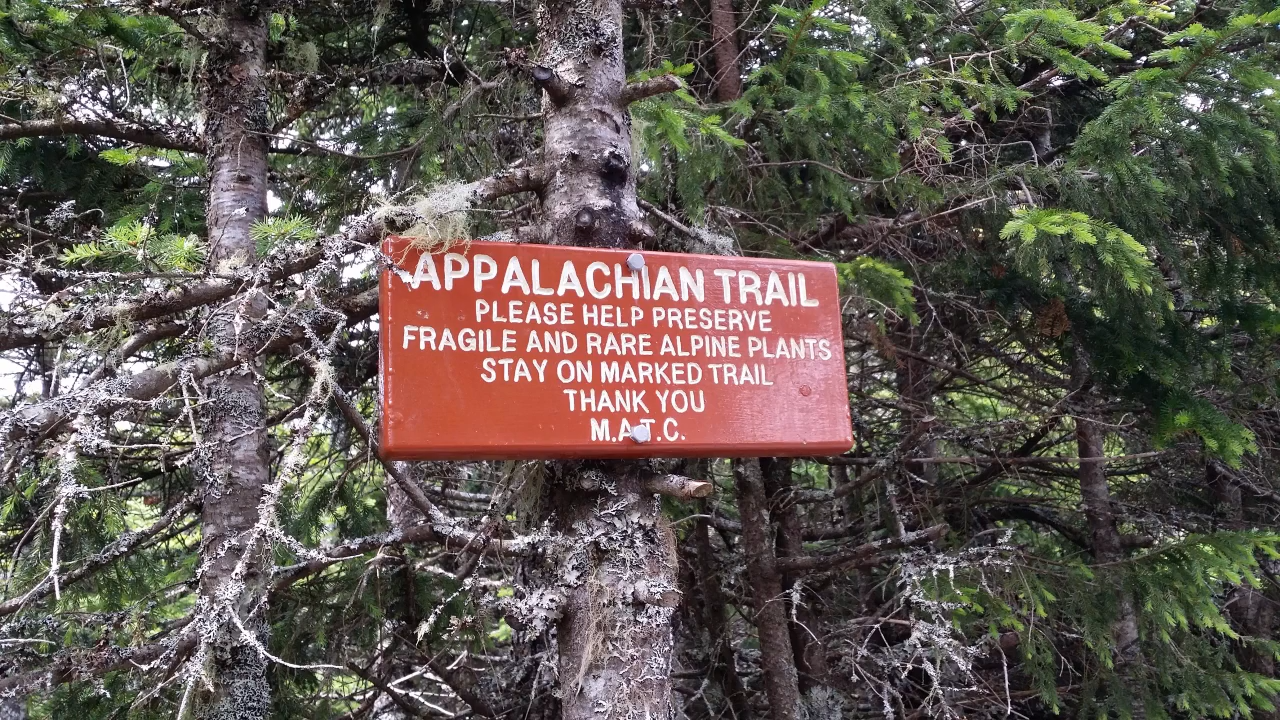 APPALACHIAN TRAIL
PLEASE HELP PRESERVE
FRAGILE AND RARE ALPINE PLANTS
STAY ON MARKED TRAIL
THANK YOU
M.A.T.C.